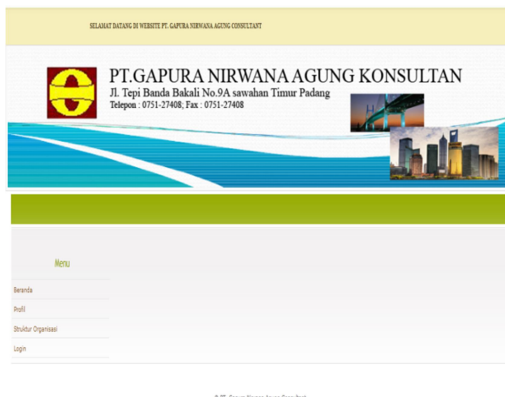 SELAMAT DATANG DI WEBSITE PT. GAPURA NIRWANA AGUNG CONSULTANT
PT.GAPURA NIRWANA AGUNG KONSULTAN
Jl. Tepi Banda Bakali No.9A sawahan Timur Padang
Telepon : 0751-27408; Fax : 0751-27408
Menu
Beranda
Profil
Struktur Organisasi
Login